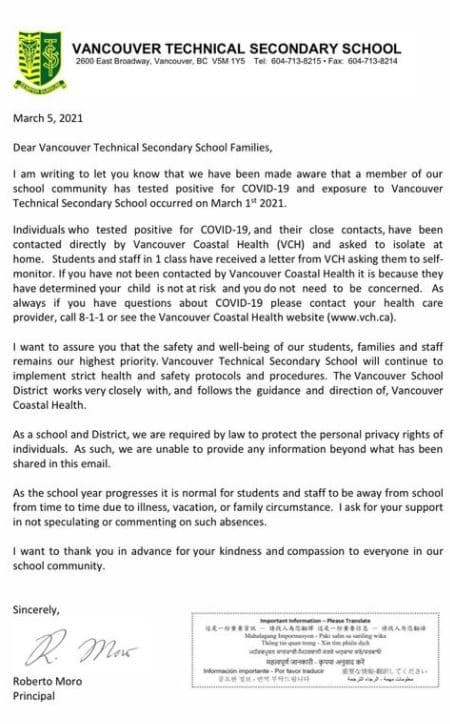 VANCOUVER TECHNICAL SECONDARY SCHOOL
2600 East Broadway, Vancouver, BC V5M 1Y5 Tel: 604-713-8215 • Fax: 604-713-8214
March 5, 2021
Dear Vancouver Technical Secondary School Families,
I am writing to let you know that we have been made aware that a member of our
school community has tested positive for COVID-19 and exposure to Vancouver
Technical Secondary School occurred on March 1st 2021.
Individuals who tested positive for COVID-19, and their close contacts, have been
contacted directly by Vancouver Coastal Health (VCH) and asked to isolate at
home. Students and staff in 1 class have received a letter from VCH asking them to self-
monitor. If you have not been contacted by Vancouver Coastal Health it is because they
have determined your child is not at risk and you do not need to be concerned. As
always if you have questions about COVID-19 please contact your health care
provider, call 8-1-1 or see the Vancouver Coastal Health website (www.vch.ca).
I want to assure you that the safety and well-being of our students, families and staff
remains our highest priority. Vancouver Technical Secondary School will continue to
implement strict health and safety protocols and procedures. The Vancouver School
District works very closely with, and follows the guidance and direction of, Vancouver
Coastal Health.
As a school and District, we are required by law to protect the personal privacy rights of
individuals. As such, we are unable to provide any information beyond what has been
shared in this email.
As the school year progresses it is normal for students and staff to be away from school
from time to time due to illness, vacation, or family circumstance. I ask for your support
in not speculating or commenting on such absences.
I want to thank you in advance for your kindness and compassion to everyone in our
school community.
Sincerely,
R. Moro
Roberto Moro
Principal
Important Information – Please Translate
Mahalagang Impormasyon - Paki salin sa sariling wika
Thông tin quan trọng - Xin tìm phiên dịch
महत्वपूर्ण जानकारी - कृपया अनुवाद करें
Información importante - Por favor traducir
معلومات مهمة - الرجاء الترجمة